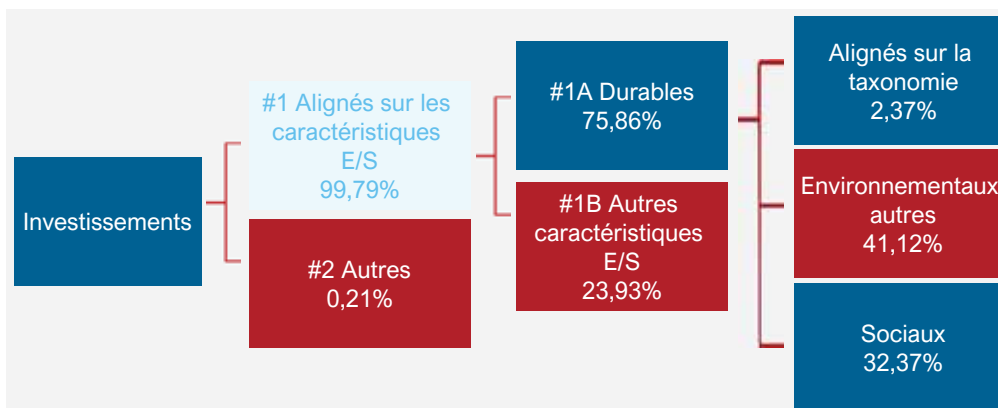 Investissements
#1 Alignés sur les
caractéristiques
E/S
99,79%
#2 Autres
0,21%
#1A Durables
75,86%
#1B Autres
caractéristiques
E/S
23,93%
Alignés sur la
taxonomie
2,37%
Environnementaux
autres
41,12%
Sociaux
32,37%